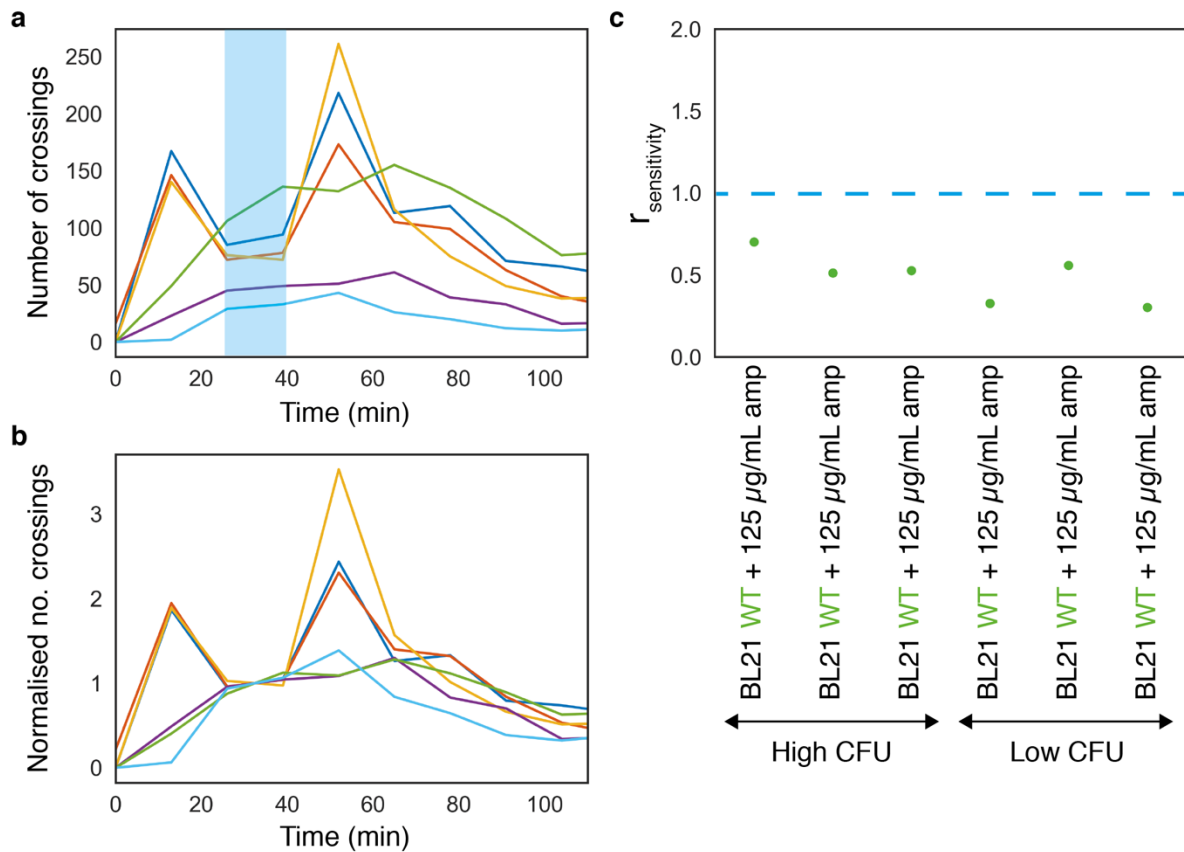 a
Number of crossings
250
200
150
100
50
0
0 20 40 60 80 100
Time (min)
b
Normalised no. crossings
3
2
1
0
0 20 40 60 80 100
Time (min)
c
r sensitivity
2.0
1.5
1.0
0.5
0.0
BL21 WT + 125 µg/mL amp
BL21 WT + 125 µg/mL amp
BL21 WT + 125 µg/mL amp
BL21 WT + 125 µg/mL amp
BL21 WT + 125 µg/mL amp
BL21 WT + 125 µg/mL amp
High CFU
Low CFU